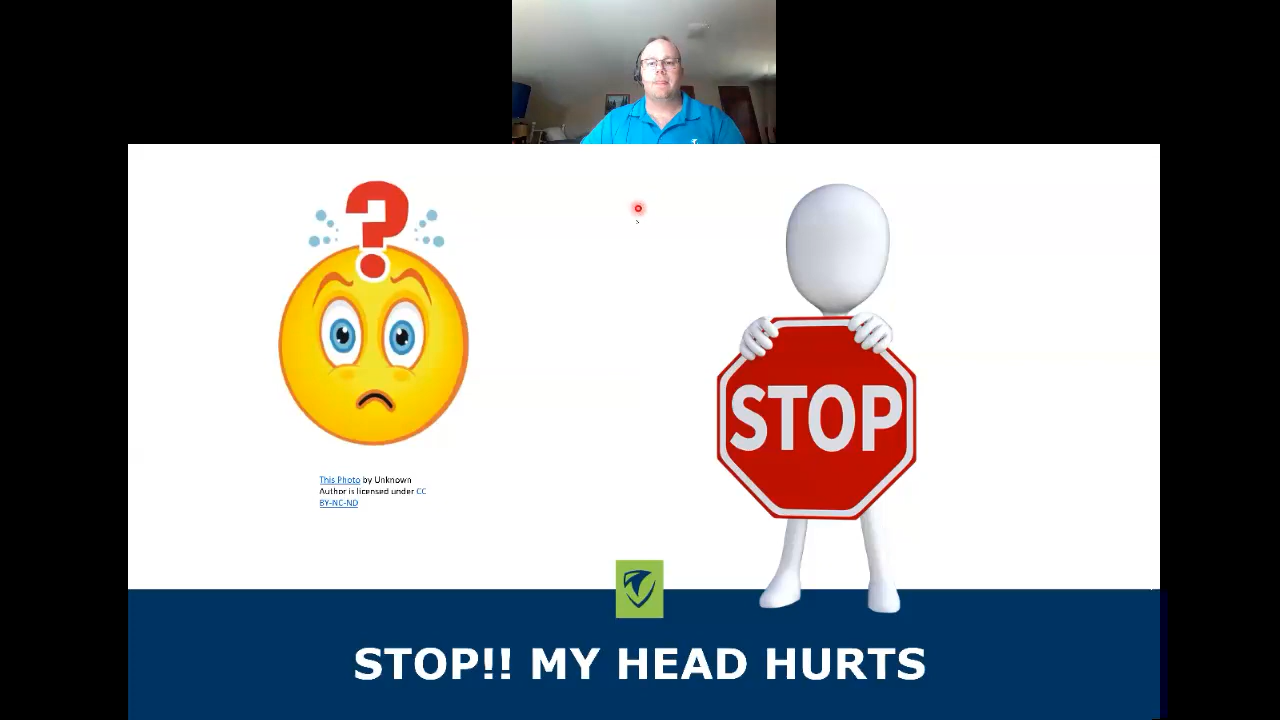 ?
STOP
This Photo by Unknown
Author is licensed under CC
BY-NC-ND
STOP!! MY HEAD HURTS